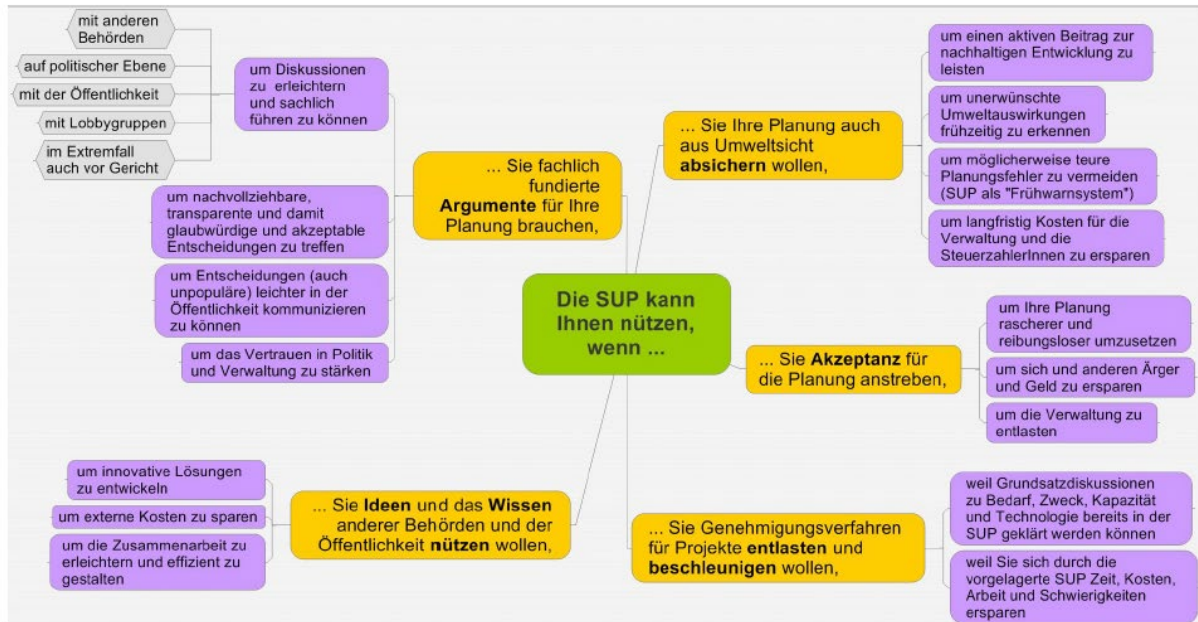 Die SUP kann
Ihnen nützen,
wenn ...
... Sie fachlich
fundierte
Argumente für Ihre
Planung brauchen,
um Diskussionen
zu erleichtern
und sachlich
führen zu können
mit anderen
Behörden
auf politischer Ebene
mit der Öffentlichkeit
mit Lobbygruppen
im Extremfall
auch vor Gericht
um nachvollziehbare,
transparente und damit
glaubwürdige und akzeptable
Entscheidungen zu treffen
um Entscheidungen (auch
unpopuläre) leichter in der
Öffentlichkeit kommunizieren
zu können
um das Vertrauen in Politik
und Verwaltung zu stärken
... Sie Ideen und das Wissen
anderer Behörden und der
Öffentlichkeit nützen wollen,
um innovative Lösungen
zu entwickeln
um externe Kosten zu sparen
um die Zusammenarbeit zu
erleichtern und effizient zu
gestalten
... Sie Ihre Planung auch
aus Umweltsicht
absichern wollen,
um einen aktiven Beitrag zur
nachhaltigen Entwicklung zu
leisten
um unerwünschte
Umweltauswirkungen
frühzeitig zu erkennen
um möglicherweise teure
Planungsfehler zu vermeiden
(SUP als "Frühwarnsystem")
um langfristig Kosten für die
Verwaltung und die
SteuerzahlerInnen zu ersparen
... Sie Akzeptanz für
die Planung anstreben,
um Ihre Planung
rascherer und
reibungsloser umzusetzen
um sich und anderen Ärger
und Geld zu ersparen
um die Verwaltung zu
entlasten
... Sie Genehmigungsverfahren
für Projekte entlasten und
beschleunigen wollen,
weil Grundsatzdiskussionen
zu Bedarf, Zweck, Kapazität
und Technologie bereits in der
SUP geklärt werden können
weil Sie sich durch die
vorgelagerte SUP Zeit, Kosten,
Arbeit und Schwierigkeiten
ersparen